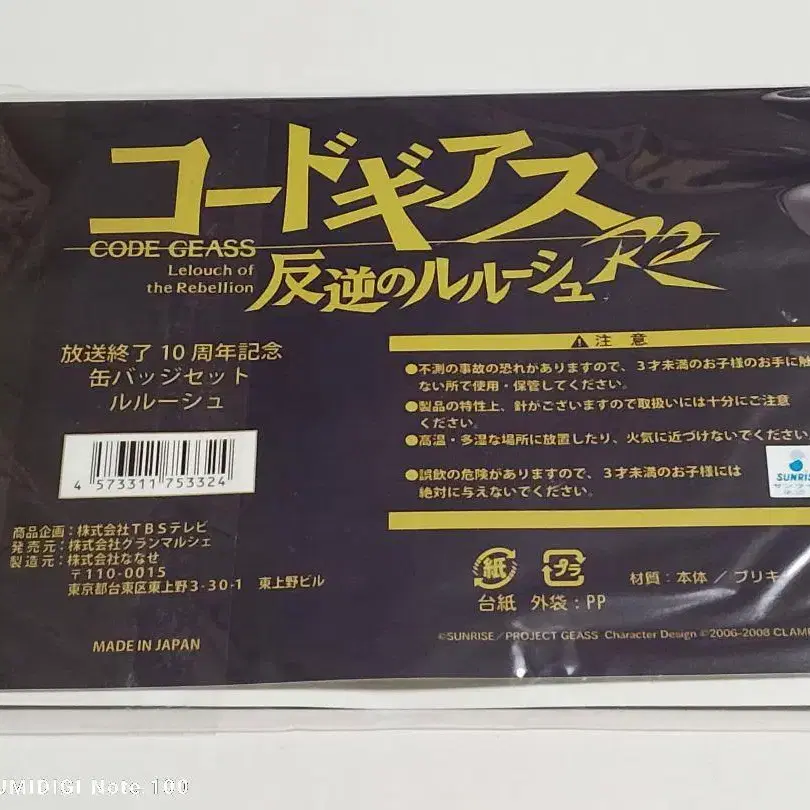 コードギアス
CODE GEASS
Lelouch of
the Rebellion
反逆のルルーシュ R2
放送終了 10 周年記念
缶バッジセット
ルルーシュ
4 573311 753324
商品企画：株式会社TBSテレビ
発売元：株式会社グランマルシェ
製造元：株式会社ななせ
〒110-0015
東京都台東区東上野3-30-1 東上野ビル
MADE IN JAPAN
注 意
●不測の事故の恐れがありますので、3才未満のお子様のお手に触
ない所で使用・保管してください。
●製品の特性上、針がございますので取扱いには十分にご注意
ください。
●高温・多湿な場所に放置したり、火気に近づけないでください
●誤飲の危険がありますので、3才未満のお子様には
絶対に与えないでください。
SUNRISE
紙 プラ
台紙 外袋：PP
材質：本体 / ブリキ
©SUNRISE／PROJECT GEASS Character Design ©2006-2008 CLAM
UMIDIGI Note 100